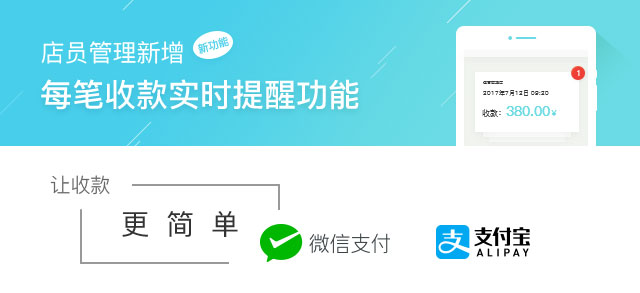 店员管理新增
新功能
每笔收款实时提醒功能
1
2017年7月12日 09:20
收款：380.00¥
让收款
更简单
微信支付
支付宝
ALIPAY